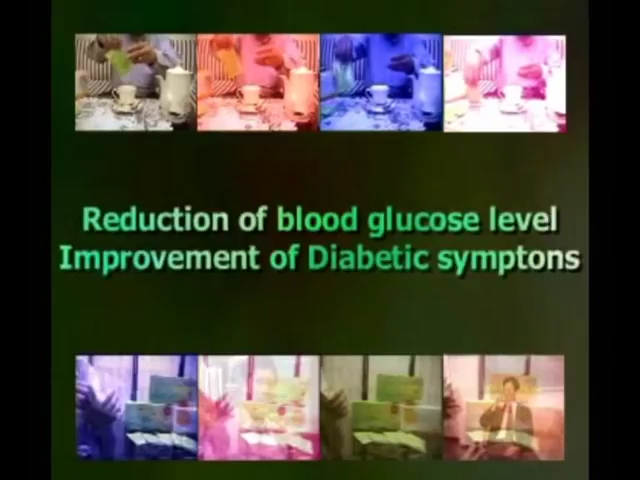 Reduction of blood glucose level
Improvement of Diabetic symptons